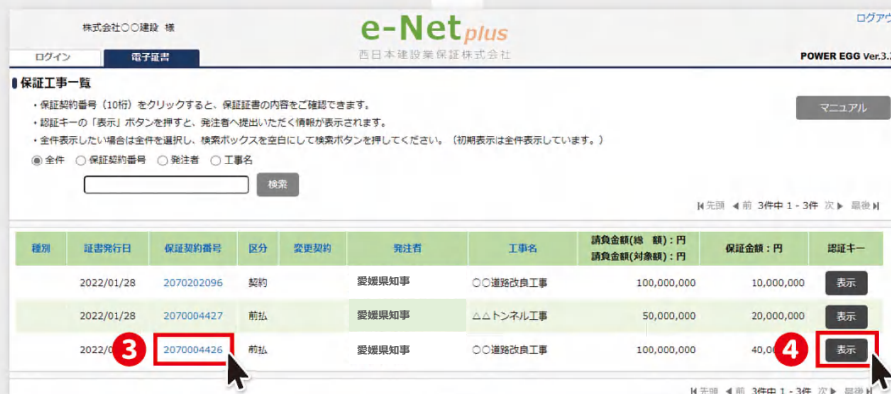 株式会社〇〇建設 様
e-Net plus
西日本建設業保証株式会社
ログアウ
ログイン
電子証書
POWER EGG Ver.3.
保証工事一覧
・保証契約番号（10桁）をクリックすると、保証証書の内容をご確認できます。
・認証キーの「表示」ボタンを押すと、発注者へ提出いただく情報が表示されます。
・全件表示したい場合は全件を選択し、検索ボックスを空白にして検索ボタンを押してください。（初期表示は全件表示しています。）
マニュアル
全件 保証契約番号 発注者 工事名
検索
先頭 前 3件中 1 - 3件 次 最後
種別 証書発行日 保証契約番号 区分 変更契約 発注者 工事名 請負金額(総 額)：円 保証金額：円 認証キー
請負金額(対象額)：円
2022/01/28 2070202096 契約 愛媛県知事 〇〇道路改良工事 100,000,000 10,000,000 表示
2022/01/28 2070004427 前払 愛媛県知事 △△トンネル工事 50,000,000 20,000,000 表示
2022/0 3 2070004426 前払 愛媛県知事 〇〇道路改良工事 100,000,000 40,0 4 表示
先頭 前 3件中 1 - 3件 次 最後